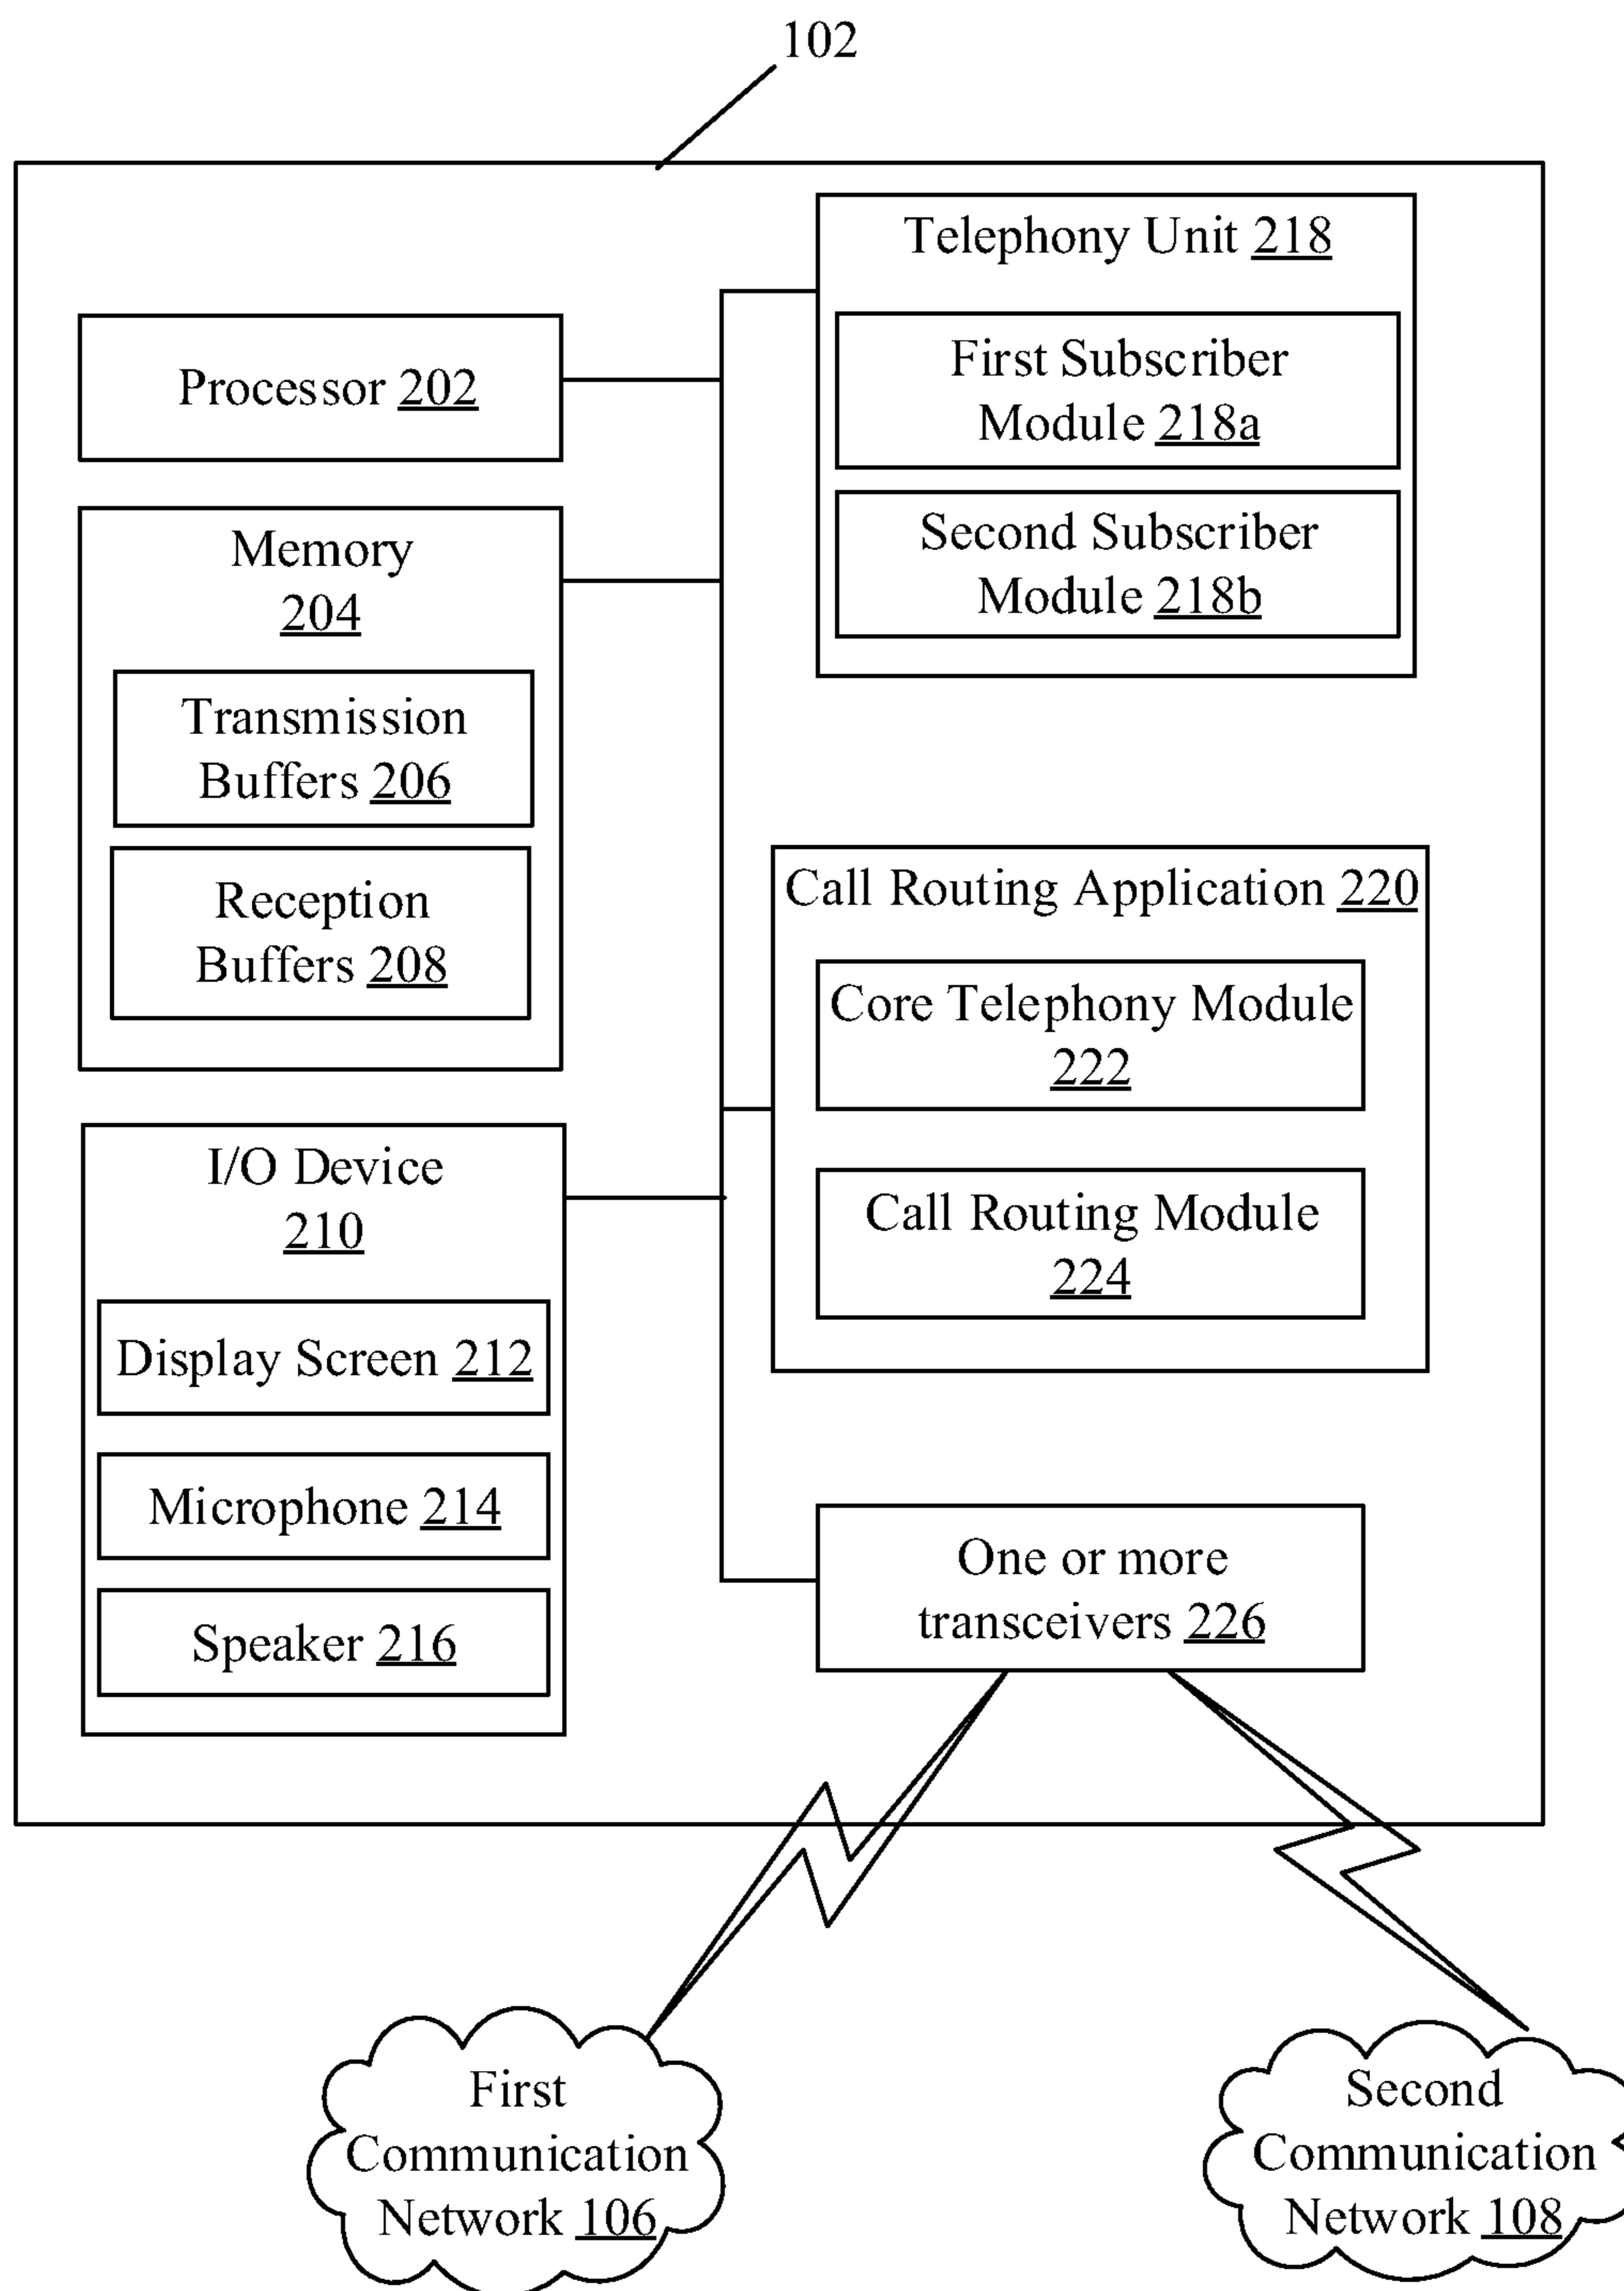 102
Processor 202
Memory
204
Transmission
Buffers 206
Reception
Buffers 208
I/O Device
210
Display Screen 212
Microphone 214
Speaker 216
Telephony Unit 218
First Subscriber
Module 218a
Second Subscriber
Module 218b
Call Routing Application 220
Core Telephony Module
222
Call Routing Module
224
One or more
transceivers 226
First
Communication
Network 106
Second
Communication
Network 108